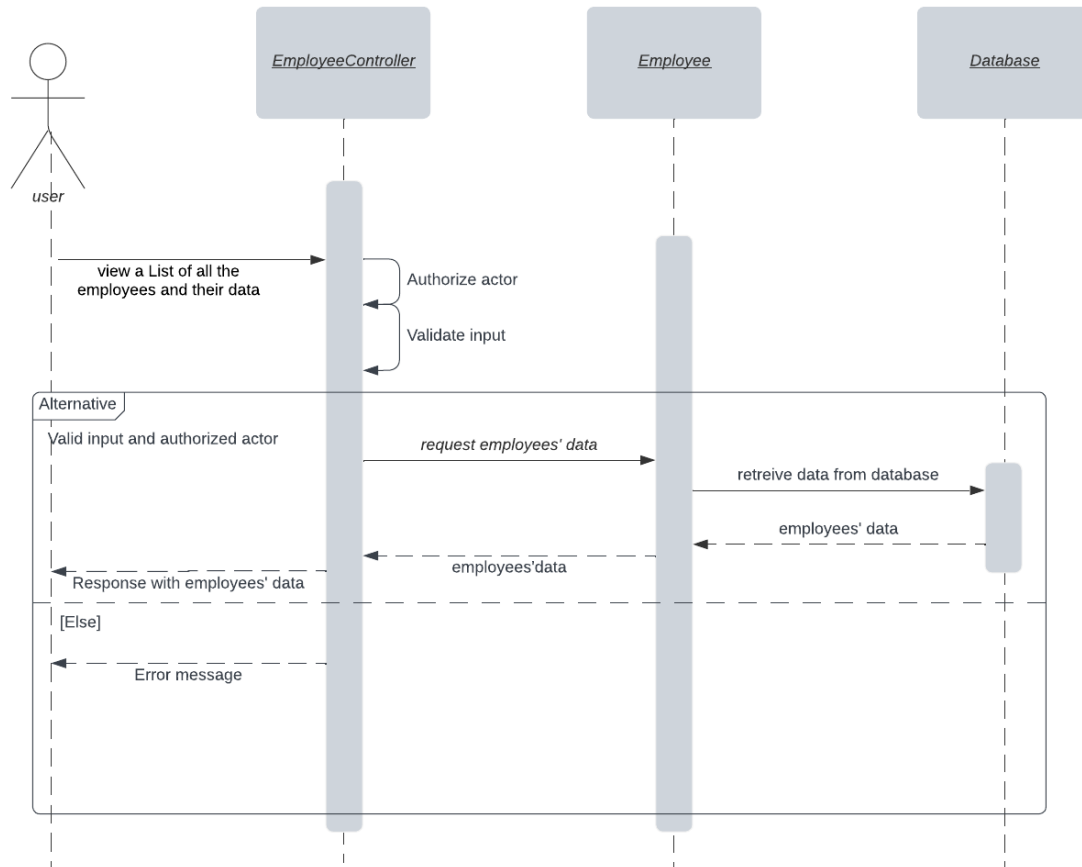 EmployeeController
Employee
Database
user
view a List of all the
employees and their data
Authorize actor
Validate input
Alternative
Valid input and authorized actor
request employees' data
retreive data from database
employees' data
employees'data
Response with employees' data
[Else]
Error message